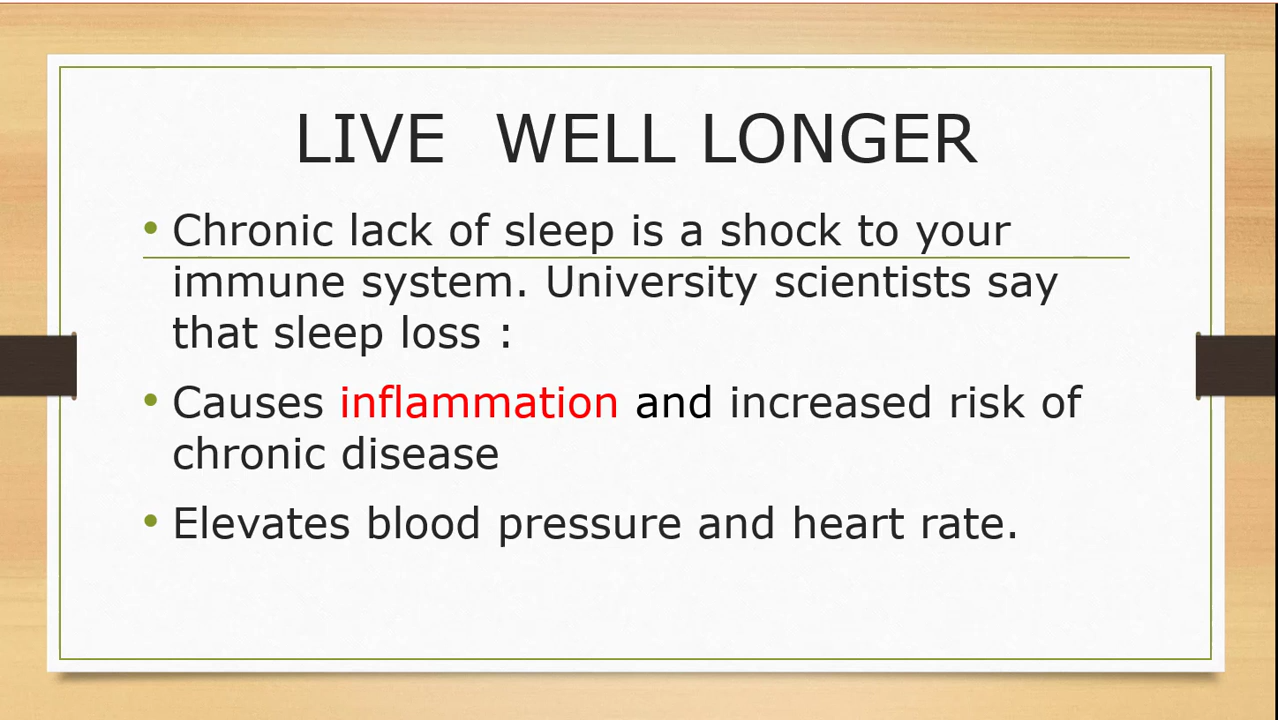 LIVE  WELL LONGER
• Chronic lack of sleep is a shock to your
immune system. University scientists say
that sleep loss :
• Causes inflammation and increased risk of
chronic disease
• Elevates blood pressure and heart rate.